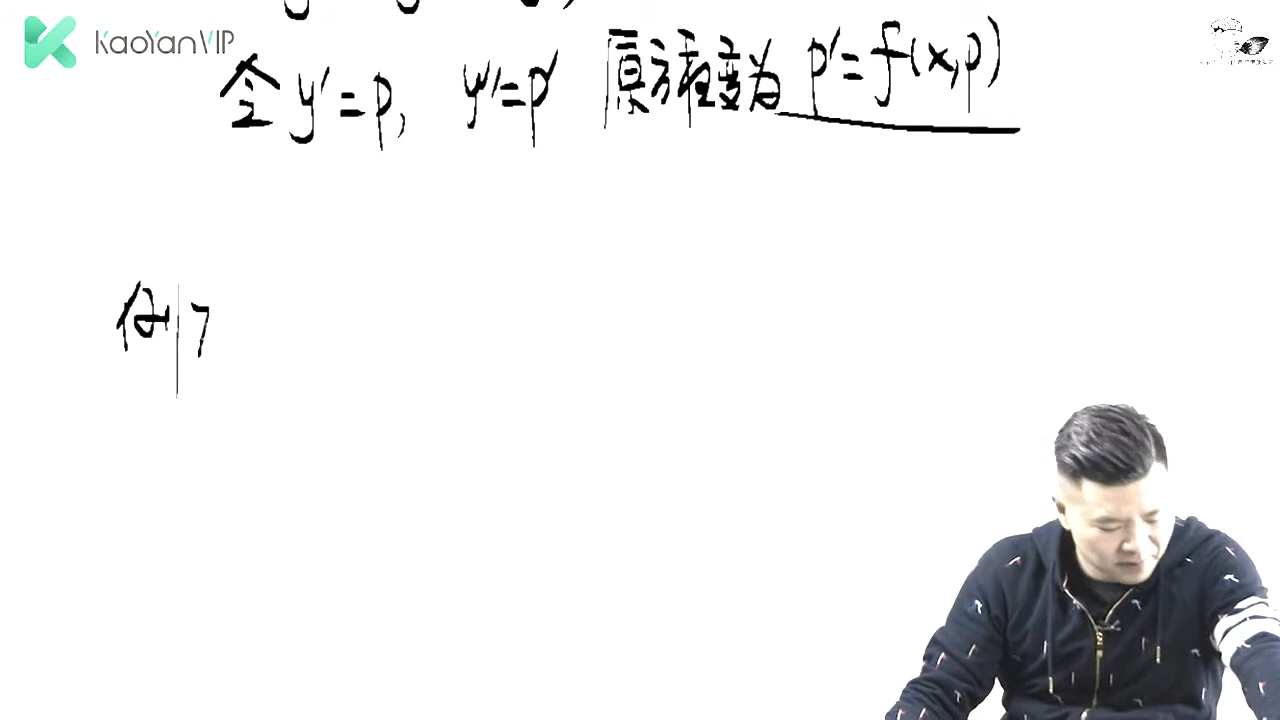 KaoYanVIP
令 y'=p, y''=p' 原方程变为 p'=f(x,p)
例7